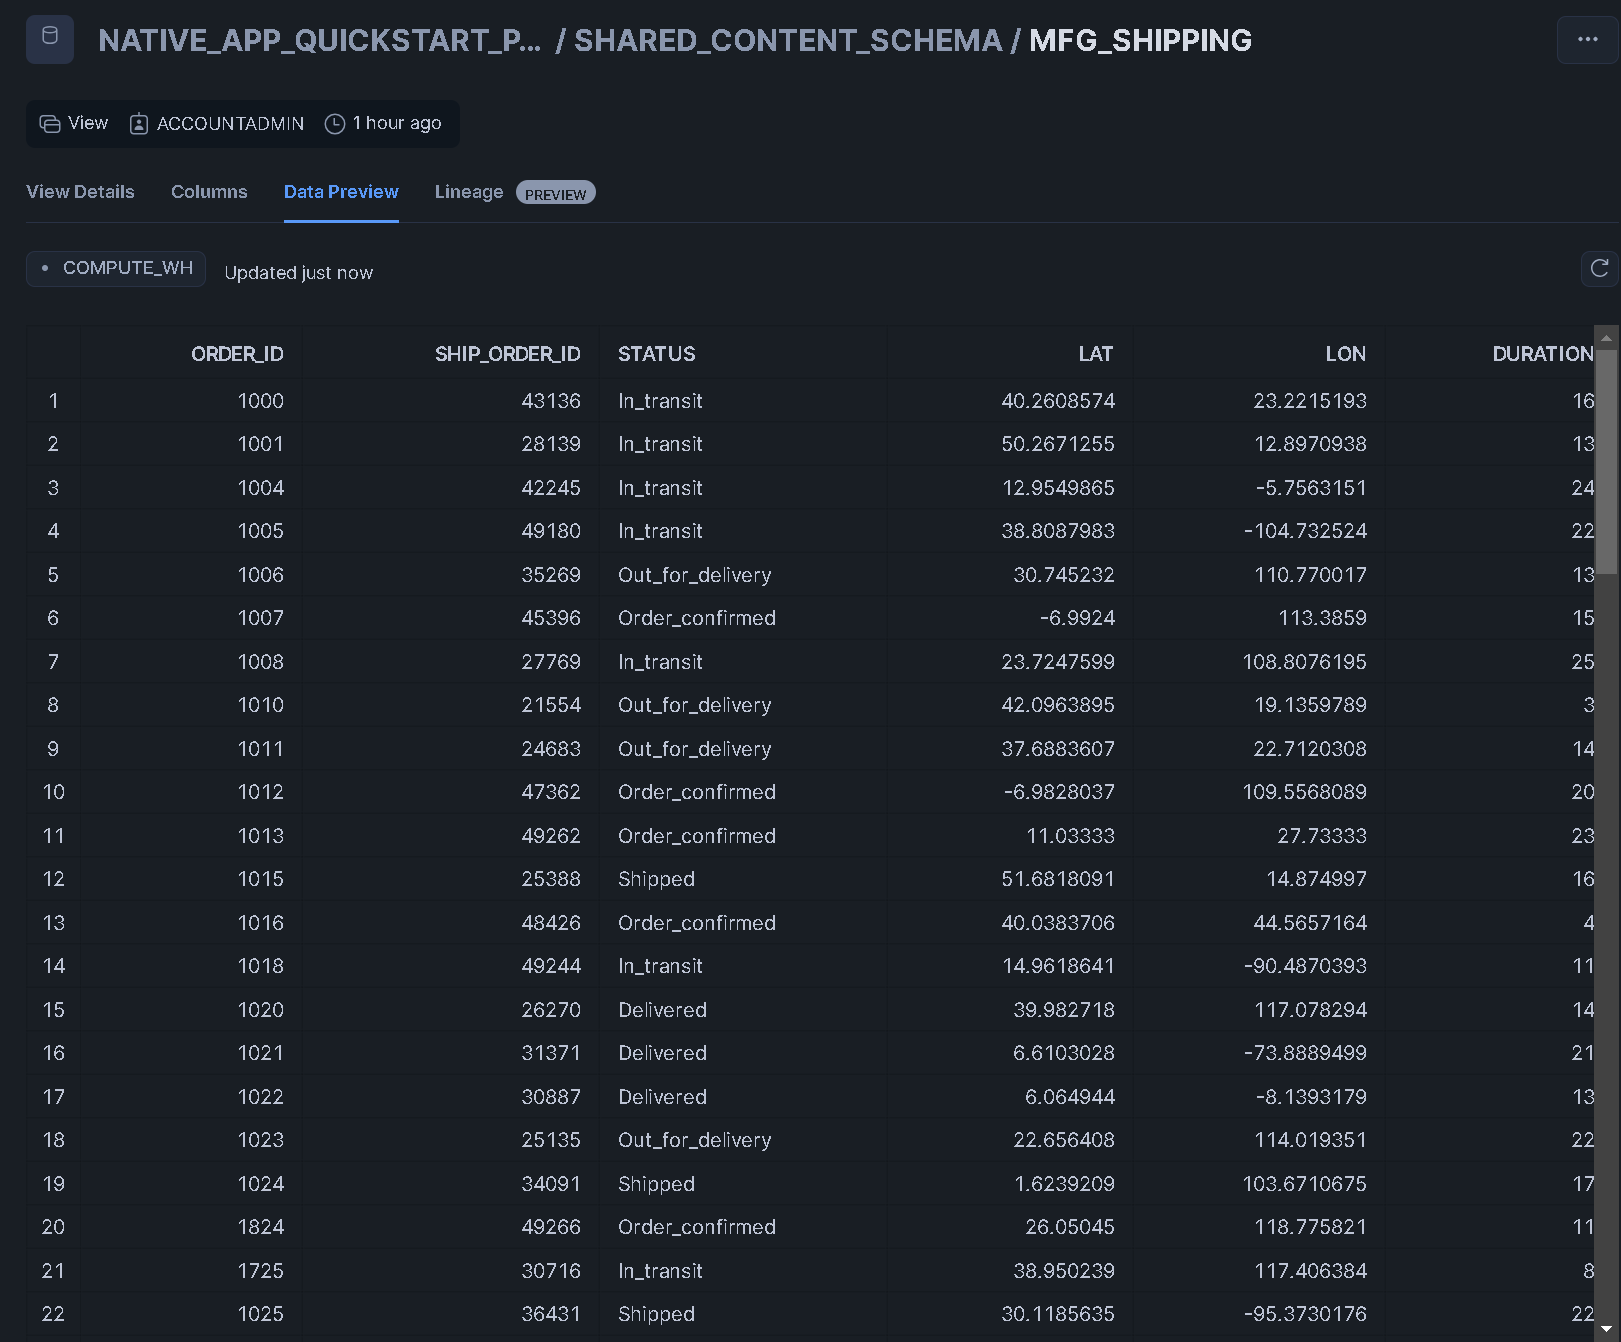 NATIVE_APP_QUICKSTART_P... / SHARED_CONTENT_SCHEMA / MFG_SHIPPING
View ACCOUNTADMIN 1 hour ago
View Details Columns Data Preview Lineage PREVIEW
COMPUTE_WH Updated just now
ORDER_ID SHIP_ORDER_ID STATUS LAT LON DURATION
1 1000 43136 In_transit 40.2608574 23.2215193 16
2 1001 28139 In_transit 50.2671255 12.8970938 13
3 1004 42245 In_transit 12.9549865 -5.7563151 24
4 1005 49180 In_transit 38.8087983 -104.732524 22
5 1006 35269 Out_for_delivery 30.745232 110.770017 13
6 1007 45396 Order_confirmed -6.9924 113.3859 15
7 1008 27769 In_transit 23.7247599 108.8076195 25
8 1010 21554 Out_for_delivery 42.0963895 19.1359789 3
9 1011 24683 Out_for_delivery 37.6883607 22.7120308 14
10 1012 47362 Order_confirmed -6.9828037 109.5568089 20
11 1013 49262 Order_confirmed 11.03333 27.73333 23
12 1015 25388 Shipped 51.6818091 14.874997 16
13 1016 48426 Order_confirmed 40.0383706 44.5657164 4
14 1018 49244 In_transit 14.9618641 -90.4870393 11
15 1020 26270 Delivered 39.982718 117.078294 14
16 1021 31371 Delivered 6.6103028 -73.8889499 21
17 1022 30887 Delivered 6.064944 -8.1393179 13
18 1023 25135 Out_for_delivery 22.656408 114.019351 22
19 1024 34091 Shipped 1.6239209 103.6710675 17
20 1824 49266 Order_confirmed 26.05045 118.775821 11
21 1725 30716 In_transit 38.950239 117.406384 8
22 1025 36431 Shipped 30.1185635 -95.3730176 22